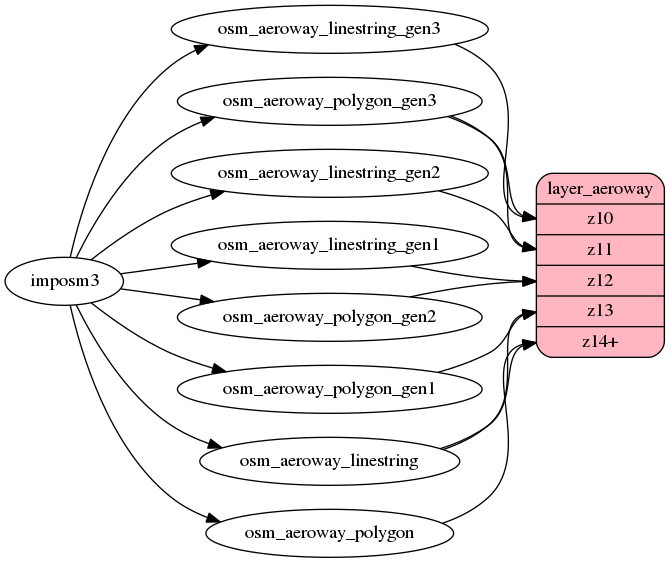 imposm3
osm_aeroway_linestring_gen3
osm_aeroway_polygon_gen3
osm_aeroway_linestring_gen2
osm_aeroway_linestring_gen1
osm_aeroway_polygon_gen2
osm_aeroway_polygon_gen1
osm_aeroway_linestring
osm_aeroway_polygon
layer_aeroway
z10
z11
z12
z13
z14+